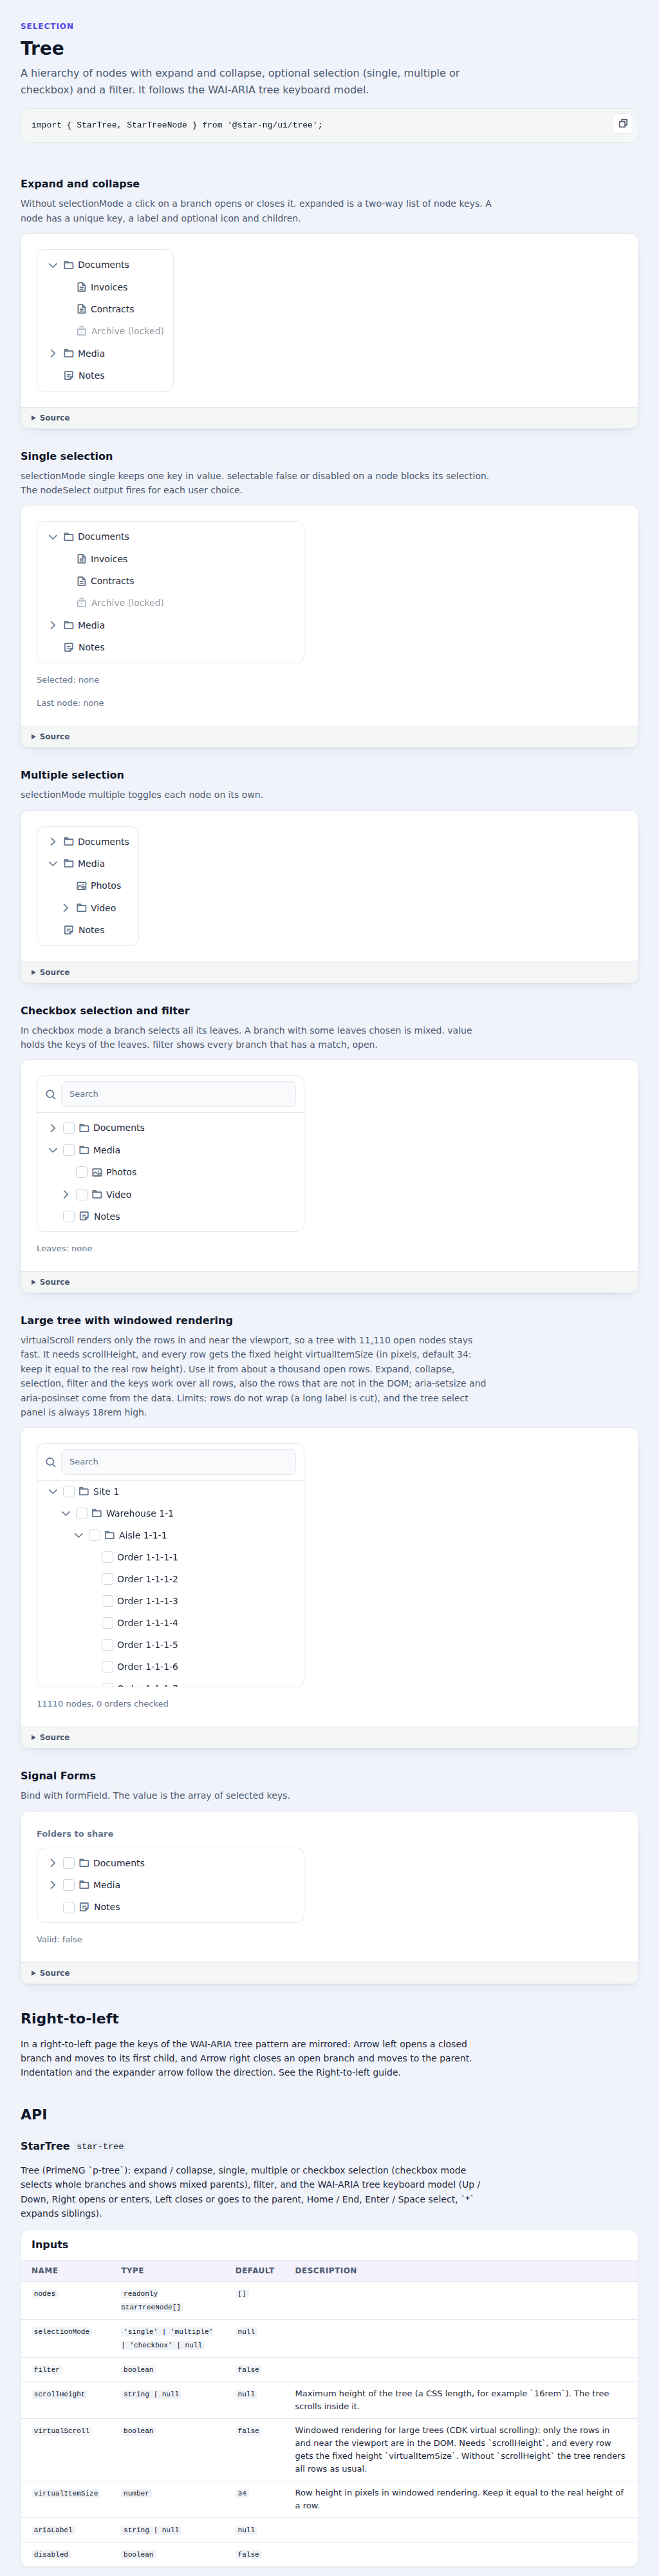 SELECTION
Tree
A hierarchy of nodes with expand and collapse, optional selection (single, multiple or
checkbox) and a filter. It follows the WAI-ARIA tree keyboard model.
import { StarTree, StarTreeNode } from '@star-ng/ui/tree';
Expand and collapse
Without selectionMode a click on a branch opens or closes it. expanded is a two-way list of node keys. A
node has a unique key, a label and optional icon and children.
Documents
Invoices
Contracts
Archive (locked)
Media
Notes
Source
Single selection
selectionMode single keeps one key in value. selectable false or disabled on a node blocks its selection.
The nodeSelect output fires for each user choice.
Documents
Invoices
Contracts
Archive (locked)
Media
Notes
Selected: none
Last node: none
Source
Multiple selection
selectionMode multiple toggles each node on its own.
Documents
Media
Photos
Video
Notes
Source
Checkbox selection and filter
In checkbox mode a branch selects all its leaves. A branch with some leaves chosen is mixed. value
holds the keys of the leaves. filter shows every branch that has a match, open.
Search
Documents
Media
Photos
Video
Notes
Leaves: none
Source
Large tree with windowed rendering
virtualScroll renders only the rows in and near the viewport, so a tree with 11,110 open nodes stays
fast. It needs scrollHeight, and every row gets the fixed height virtualItemSize (in pixels, default 34:
keep it equal to the real row height). Use it from about a thousand open rows. Expand, collapse,
selection, filter and the keys work over all rows, also the rows that are not in the DOM; aria-setsize and
aria-posinset come from the data. Limits: rows do not wrap (a long label is cut), and the tree select
panel is always 18rem high.
Search
Site 1
Warehouse 1-1
Aisle 1-1-1
Order 1-1-1-1
Order 1-1-1-2
Order 1-1-1-3
Order 1-1-1-4
Order 1-1-1-5
Order 1-1-1-6
11110 nodes, 0 orders checked
Source
Signal Forms
Bind with formField. The value is the array of selected keys.
Folders to share
Documents
Media
Notes
Valid: false
Source
Right-to-left
In a right-to-left page the keys of the WAI-ARIA tree pattern are mirrored: Arrow left opens a closed
branch and moves to its first child, and Arrow right closes an open branch and moves to the parent.
Indentation and the expander arrow follow the direction. See the Right-to-left guide.
API
StarTree star-tree
Tree (PrimeNG `p-tree`): expand / collapse, single, multiple or checkbox selection (checkbox mode
selects whole branches and shows mixed parents), filter, and the WAI-ARIA tree keyboard model (Up /
Down, Right opens or enters, Left closes or goes to the parent, Home / End, Enter / Space select, `*`
expands siblings).
Inputs
NAME TYPE DEFAULT DESCRIPTION
nodes readonly StarTreeNode[] []
selectionMode 'single' | 'multiple' | 'checkbox' | null null
filter boolean false
scrollHeight string | null null Maximum height of the tree (a CSS length, for example `16rem`). The tree
scrolls inside it.
virtualScroll boolean false Windowed rendering for large trees (CDK virtual scrolling): only the rows in
and near the viewport are in the DOM. Needs `scrollHeight`, and every row
gets the fixed height `virtualItemSize`. Without `scrollHeight` the tree renders
all rows as usual.
virtualItemSize number 34 Row height in pixels in windowed rendering. Keep it equal to the real height of
a row.
ariaLabel string | null null
disabled boolean false